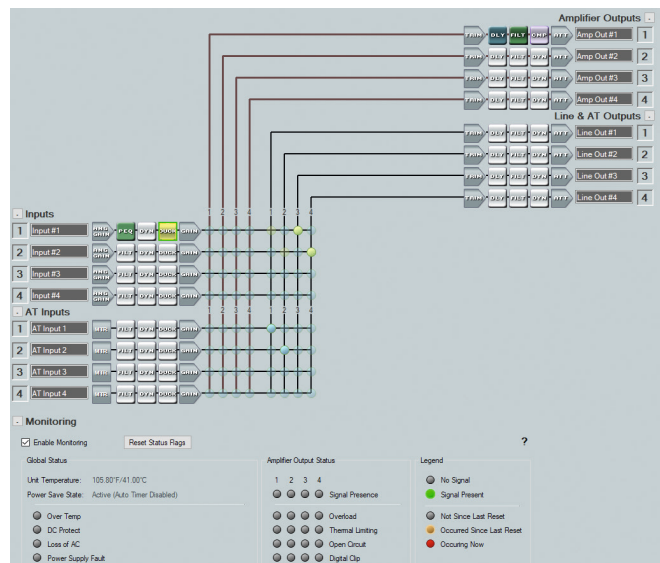 Amplifier Outputs -
TRIM DLY FILT CMP ATT Amp Out #1 1
TRIM DLY FILT DYN ATT Amp Out #2 2
TRIM DLY FILT DYN ATT Amp Out #3 3
TRIM DLY FILT DYN ATT Amp Out #4 4
Line & AT Outputs -
TRIM DLY FILT DYN ATT Line Out #1 1
TRIM DLY FILT DYN ATT Line Out #2 2
TRIM DLY FILT DYN ATT Line Out #3 3
TRIM DLY FILT DYN ATT Line Out #4 4
- Inputs
1 2 3 4 1 2 3 4
1 Input #1 ANG GAIN PEQ DYN DUCK GAIN
2 Input #2 ANG GAIN FILT DYN DUCK GAIN
3 Input #3 ANG GAIN FILT DYN DUCK GAIN
4 Input #4 ANG GAIN FILT DYN DUCK GAIN
- AT Inputs
1 2 3 4 1 2 3 4
1 AT Input 1 MTR FILT DYN DUCK GAIN
2 AT Input 2 MTR FILT DYN DUCK GAIN
3 AT Input 3 MTR FILT DYN DUCK GAIN
4 AT Input 4 MTR FILT DYN DUCK GAIN
- Monitoring
Enable Monitoring Reset Status Flags ?
Global Status Amplifier Output Status Legend
Unit Temperature: 105.80°F/41.00°C 1 2 3 4 No Signal
Power Save State: Active (Auto Timer Disabled) Signal Presence Signal Present
Over Temp Overload Not Since Last Reset
DC Protect Thermal Limiting Occurred Since Last Reset
Loss of AC Open Circuit Occuring Now
Power Supply Fault Digital Clip